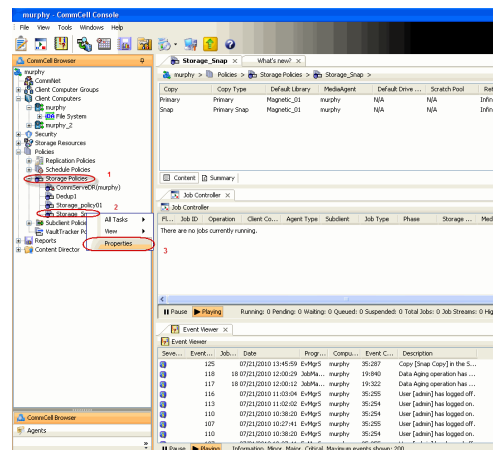 murphy - CommCell Console
File View Tools Windows Help
CommCell Browser
murphy
CommNet
Client Computer Groups
Client Computers
murphy
File System
murphy_2
Security
Storage Resources
Policies
Replication Policies
Schedule Policies
Storage Policies
1
CommServeDR(murphy)
Dedup1
Storage_policy01
2
Storage_Sn
Subclient Policie
VaultTracker Po
Reports
Content Director
All Tasks
View
Properties
3
CommCell Browser
Agents
Storage_Snap × What's new? ×
murphy > Policies > Storage Policies > Storage_Snap >
Copy Copy Type Default Library MediaAgent Default Drive ... Scratch Pool Ret
Primary Primary Magnetic_01 murphy N/A N/A Infin
Snap Primary Snap Magnetic_01 murphy N/A N/A Infin
Content Summary
Job Controller ×
Job Controller
Fl... Job ID Operation Client Co... Agent Type Subclient Job Type Phase Storage ... Med
There are no jobs currently running.
Pause Playing Running: 0 Pending: 0 Waiting: 0 Queued: 0 Suspended: 0 Total Jobs: 0 Job Streams: 0 Hig
Event Viewer ×
Event Viewer
Seve... Event... Job... Date Progr... Compu... Event C... Description
125 07/21/2010 13:45:59 EvMgrS murphy 35:287 Copy [Snap Copy] in the S...
118 18 07/21/2010 12:00:29 JobMa... murphy 19:840 Data Aging operation has ...
117 18 07/21/2010 12:00:12 JobMa... murphy 19:322 Data Aging operation has ...
116 07/21/2010 11:03:04 EvMgrS murphy 35:255 User [admin] has logged off.
113 07/21/2010 11:02:02 EvMgrS murphy 35:254 User [admin] has logged on.
110 07/21/2010 10:38:20 EvMgrS murphy 35:254 User [admin] has logged on.
107 07/21/2010 10:27:41 EvMgrS murphy 35:255 User [admin] has logged off.
110 07/21/2010 10:38:20 EvMgrS murphy 35:254 User [admin] has logged on.
Pause Playing Information, Minor, Major, Critical Maximum events shown: 200